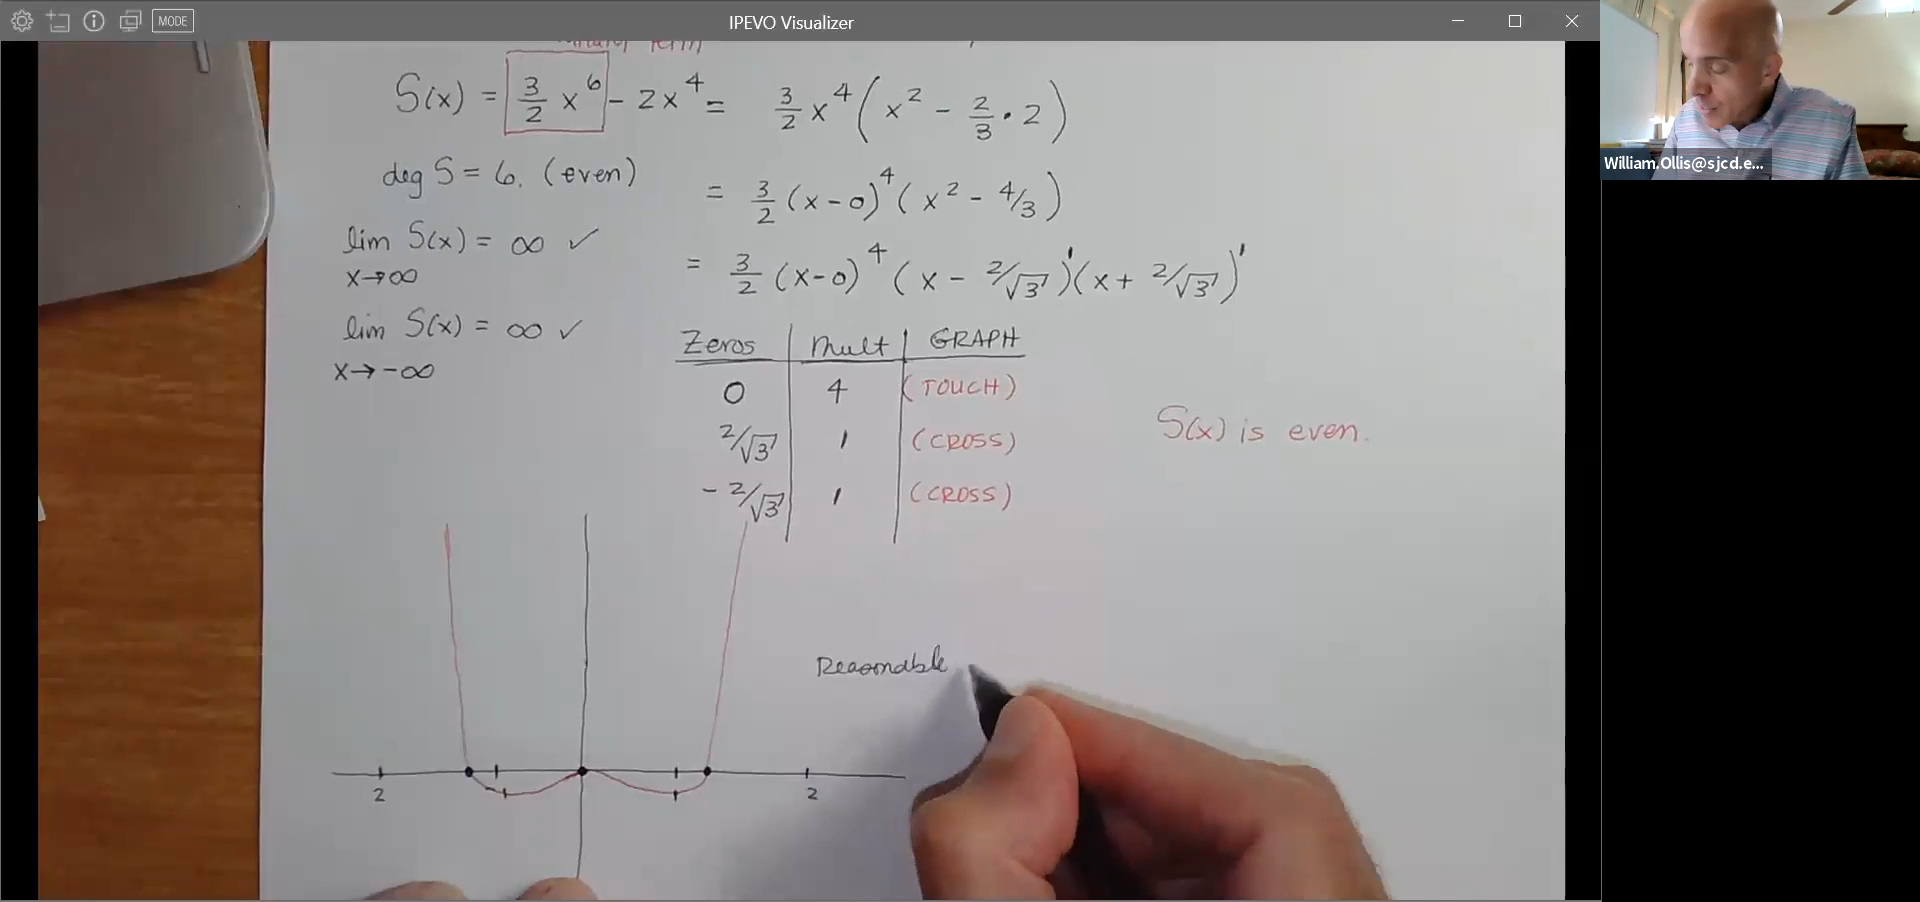 MODE
IPEVO Visualizer
William.Ollis@sjcd.e...
term
S(x) = 3/2 x^6 - 2x^4 = 3/2 x^4 (x^2 - 2/3 · 2)
deg S = 6. (even)
= 3/2 (x-0)^4 (x^2 - 4/3)
lim S(x) = ∞ ✓
x→∞
= 3/2 (x-0)^4 (x - 2/√3)^1 (x + 2/√3)^1
lim S(x) = ∞ ✓
x→-∞
Zeros | Mult | GRAPH
0 | 4 | (TOUCH)
2/√3 | 1 | (CROSS)
- 2/√3 | 1 | (CROSS)
S(x) is even.
Reasonable
2
2